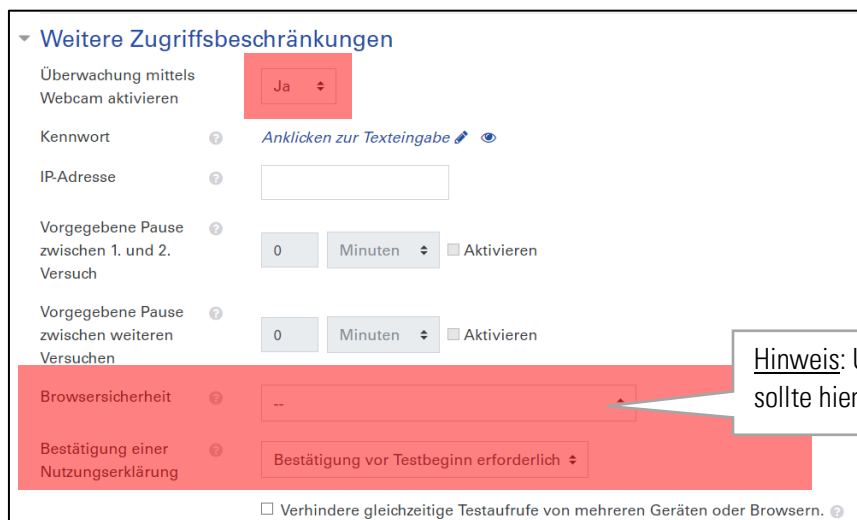 Weitere Zugriffsbeschränkungen
Überwachung mittels
Webcam aktivieren
Ja
Kennwort
Anklicken zur Texteingabe
IP-Adresse
Vorgegebene Pause
zwischen 1. und 2.
Versuch
0 Minuten Aktivieren
Vorgegebene Pause
zwischen weiteren
Versuchen
0 Minuten Aktivieren
Hinweis:
sollte hier
Browsersicherheit
--
Bestätigung einer
Nutzungserklärung
Bestätigung vor Testbeginn erforderlich
Verhindere gleichzeitige Testaufrufe von mehreren Geräten oder Browsern.